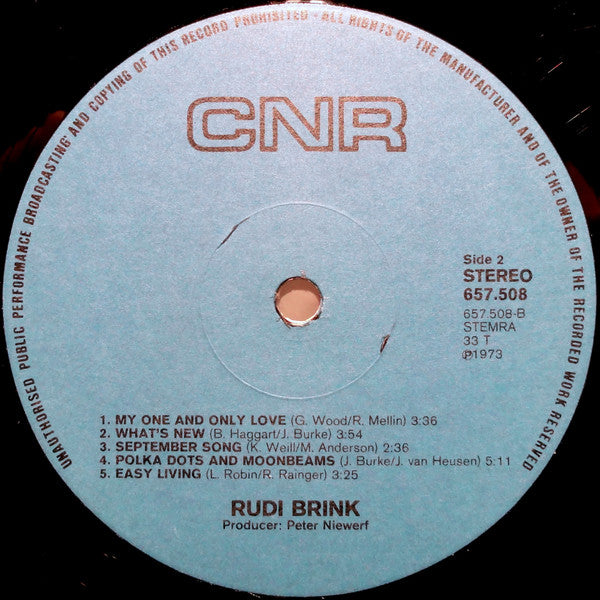 UNAUTHORISED PUBLIC PERFORMANCE BROADCASTING AND COPYING OF THIS RECORD PROHIBITED - ALL RIGHTS OF THE MANUFACTURER AND OF THE OWNER OF THE RECORDED WORK RESERVED
CNR
Side 2
STEREO
657.508
657.508-B
STEMRA
33 T
℗1973
1. MY ONE AND ONLY LOVE (G. Wood/R. Mellin) 3:36
2. WHAT'S NEW (B. Haggart/J. Burke) 3:54
3. SEPTEMBER SONG (K. Weill/M. Anderson) 2:36
4. POLKA DOTS AND MOONBEAMS (J. Burke/J. van Heusen) 5:11
5. EASY LIVING (L. Robin/R. Rainger) 3:25
RUDI BRINK
Producer: Peter Niewerf